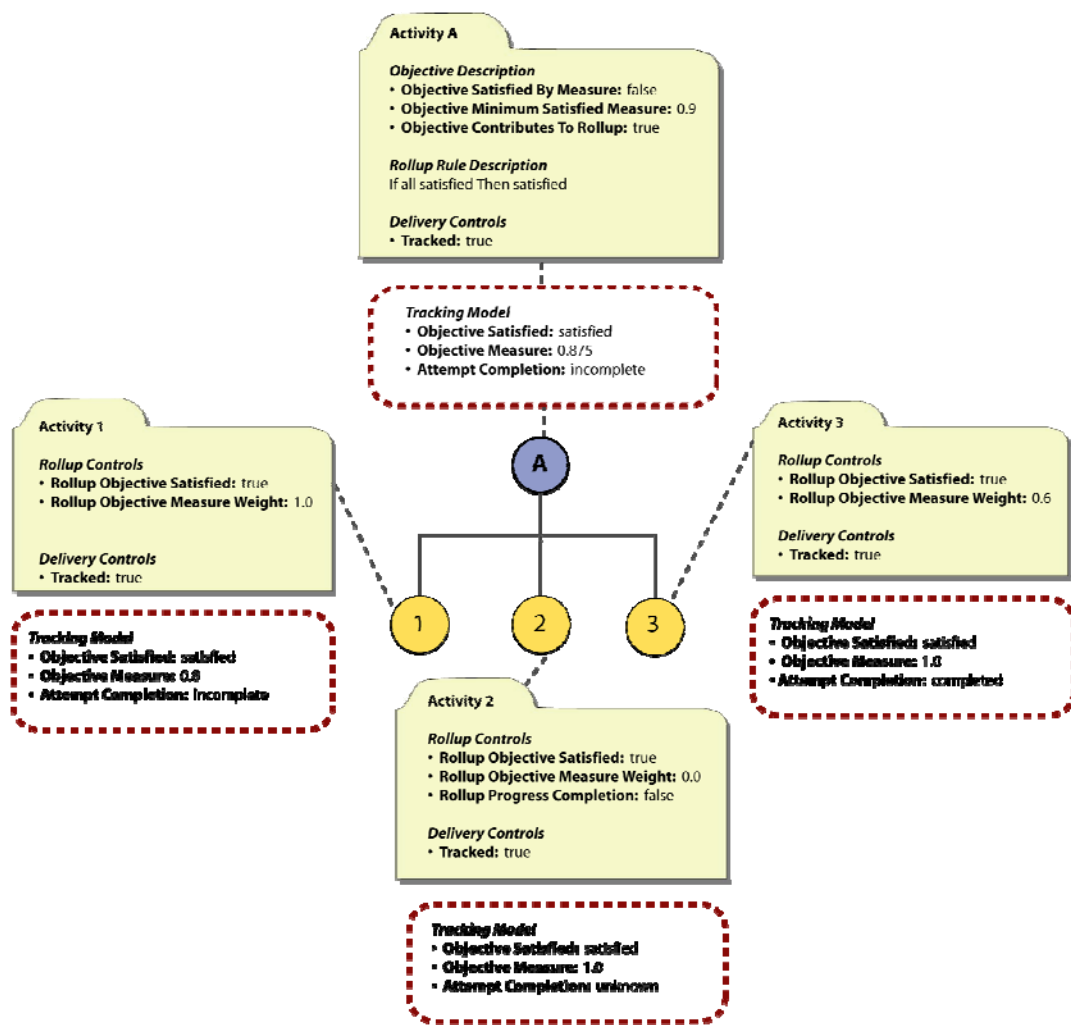 Activity A
Objective Description
• Objective Satisfied By Measure: false
• Objective Minimum Satisfied Measure: 0.9
• Objective Contributes To Rollup: true
Rollup Rule Description
If all satisfied Then satisfied
Delivery Controls
• Tracked: true
Tracking Model
• Objective Satisfied: satisfied
• Objective Measure: 0.875
• Attempt Completion: incomplete
Activity 1
Rollup Controls
• Rollup Objective Satisfied: true
• Rollup Objective Measure Weight: 1.0
Delivery Controls
• Tracked: true
Tracking Model
• Objective Satisfied: satisfied
• Objective Measure: 0.8
• Attempt Completion: incomplete
A
1
2
3
Activity 3
Rollup Controls
• Rollup Objective Satisfied: true
• Rollup Objective Measure Weight: 0.6
Delivery Controls
• Tracked: true
Tracking Model
• Objective Satisfied: satisfied
• Objective Measure: 1.0
• Attempt Completion: completed
Activity 2
Rollup Controls
• Rollup Objective Satisfied: true
• Rollup Objective Measure Weight: 0.0
• Rollup Progress Completion: false
Delivery Controls
• Tracked: true
Tracking Model
• Objective Satisfied: satisfied
• Objective Measure: 1.0
• Attempt Completion: unknown